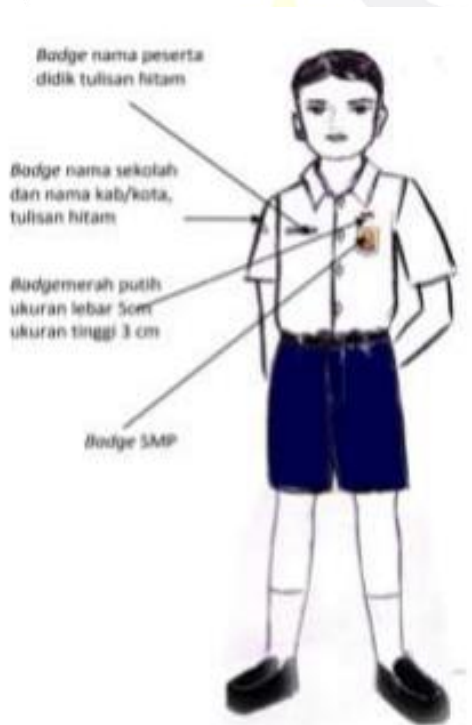 Badge nama peserta
didik tulisan hitam
Badge nama sekolah
dan nama kab/kota,
tulisan hitam
Badgemerah putih
ukuran lebar 5cm
ukuran tinggi 3 cm
Badge SMP